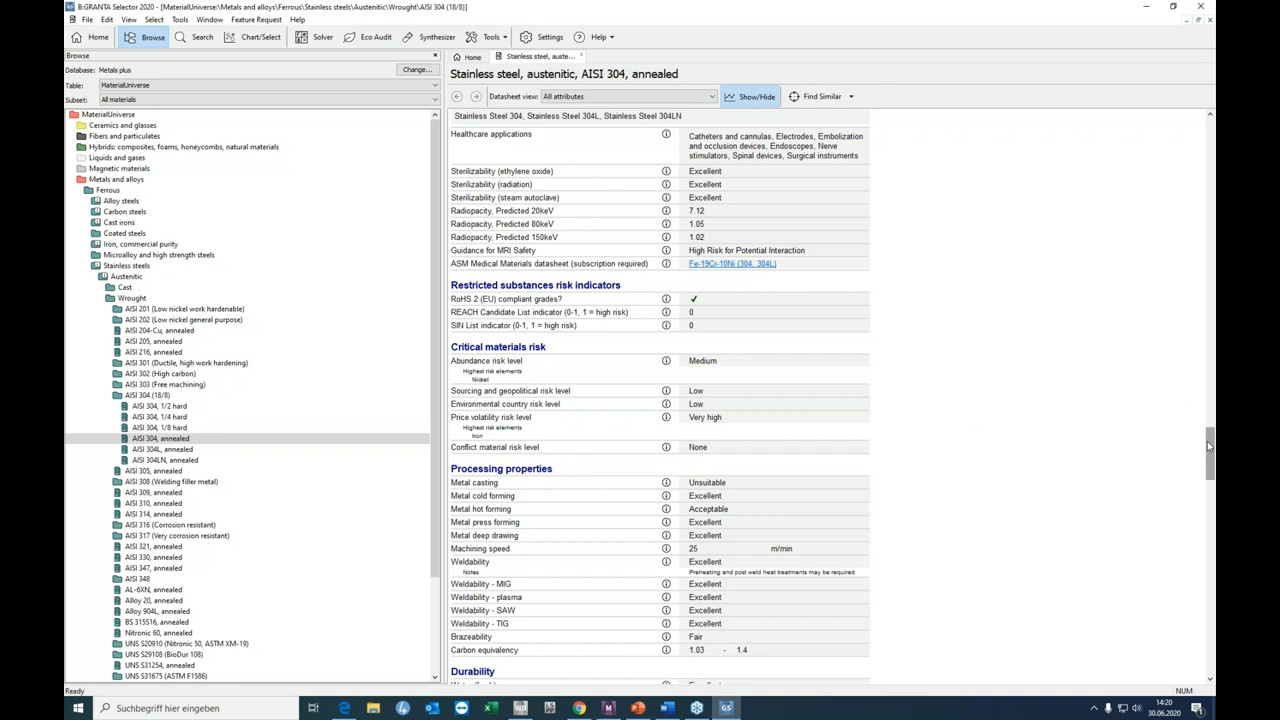 B:GRANTA Selector 2020 - [MaterialUniverse:\Metals and alloys\Ferrous\Stainless steels\Austenitic\Wrought\AISI 304 (18/8)]
File Edit View Select Tools Window Feature Request Help
Home Browse Search Chart/Select Solver Eco Audit Synthesizer Tools Settings Help
Browse
Database: Metals plus Change...
Table: MaterialUniverse
Subset: All materials
MaterialUniverse
Ceramics and glasses
Fibers and particulates
Hybrids: composites, foams, honeycombs, natural materials
Liquids and gases
Magnetic materials
Metals and alloys
Ferrous
Alloy steels
Carbon steels
Cast irons
Coated steels
Iron, commercial purity
Microalloy and high strength steels
Stainless steels
Austenitic
Cast
Wrought
AISI 201 (Low nickel work hardenable)
AISI 202 (Low nickel general purpose)
AISI 204-Cu, annealed
AISI 205, annealed
AISI 216, annealed
AISI 301 (Ductile, high work hardening)
AISI 302 (High carbon)
AISI 303 (Free machining)
AISI 304 (18/8)
AISI 304, 1/2 hard
AISI 304, 1/4 hard
AISI 304, 1/8 hard
AISI 304, annealed
AISI 304L, annealed
AISI 304LN, annealed
AISI 305, annealed
AISI 308 (Welding filler metal)
AISI 309, annealed
AISI 310, annealed
AISI 314, annealed
AISI 316 (Corrosion resistant)
AISI 317 (Very corrosion resistant)
AISI 321, annealed
AISI 330, annealed
AISI 347, annealed
AISI 348
AL-6XN, annealed
Alloy 20, annealed
Alloy 904L, annealed
BS 315S16, annealed
Nitronic 60, annealed
UNS S20910 (Nitronic 50, ASTM XM-19)
UNS S29108 (BioDur 108)
UNS S31254, annealed
UNS S31675 (ASTM F1586)
Home Stainless steel, auste...
Stainless steel, austenitic, AISI 304, annealed
Datasheet view: All attributes Show/Hide Find Similar
Stainless Steel 304, Stainless Steel 304L, Stainless Steel 304LN
Healthcare applications Catheters and cannulas, Electrodes, Embolization
and occlusion devices, Endoscopes, Nerve
stimulators, Spinal devices, Surgical instruments
Sterilizability (ethylene oxide) Excellent
Sterilizability (radiation) Excellent
Sterilizability (steam autoclave) Excellent
Radiopacity, Predicted 20keV 7.12
Radiopacity, Predicted 80keV 1.05
Radiopacity, Predicted 150keV 1.02
Guidance for MRI Safety High Risk for Potential Interaction
ASM Medical Materials datasheet (subscription required) Fe-19Cr-10Ni (304, 304L)
Restricted substances risk indicators
RoHS 2 (EU) compliant grades? ✓
REACH Candidate List indicator (0-1, 1 = high risk) 0
SIN List indicator (0-1, 1 = high risk) 0
Critical materials risk
Abundance risk level Medium
Highest risk elements
Nickel
Sourcing and geopolitical risk level Low
Environmental country risk level Low
Price volatility risk level Very high
Highest risk elements
Iron
Conflict material risk level None
Processing properties
Metal casting Unsuitable
Metal cold forming Excellent
Metal hot forming Acceptable
Metal press forming Excellent
Metal deep drawing Excellent
Machining speed 25 m/min
Weldability Excellent
Notes Preheating and post weld heat treatments may be required
Weldability - MIG Excellent
Weldability - plasma Excellent
Weldability - SAW Excellent
Weldability - TIG Excellent
Brazeability Fair
Carbon equivalency 1.03 - 1.4
Durability
Ready NUM
Suchbegriff hier eingeben
14:20
30.06.2020